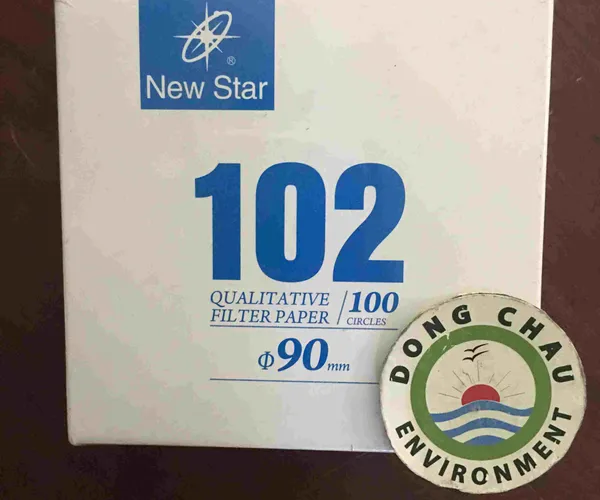 ®
New Star
102
QUALITATIVE
FILTER PAPER
/100
CIRCLES
Φ90mm
DONG CHAU
ENVIRONMENT